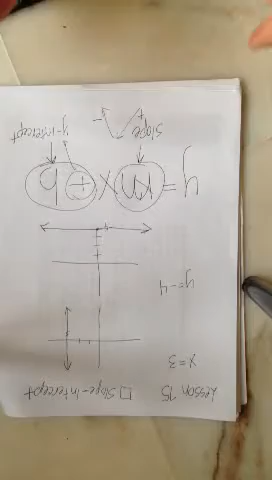 Lesson 15 □ Slope-Intercept
x = 3
y = -4
y = mx + b
slope y-intercept
+ -